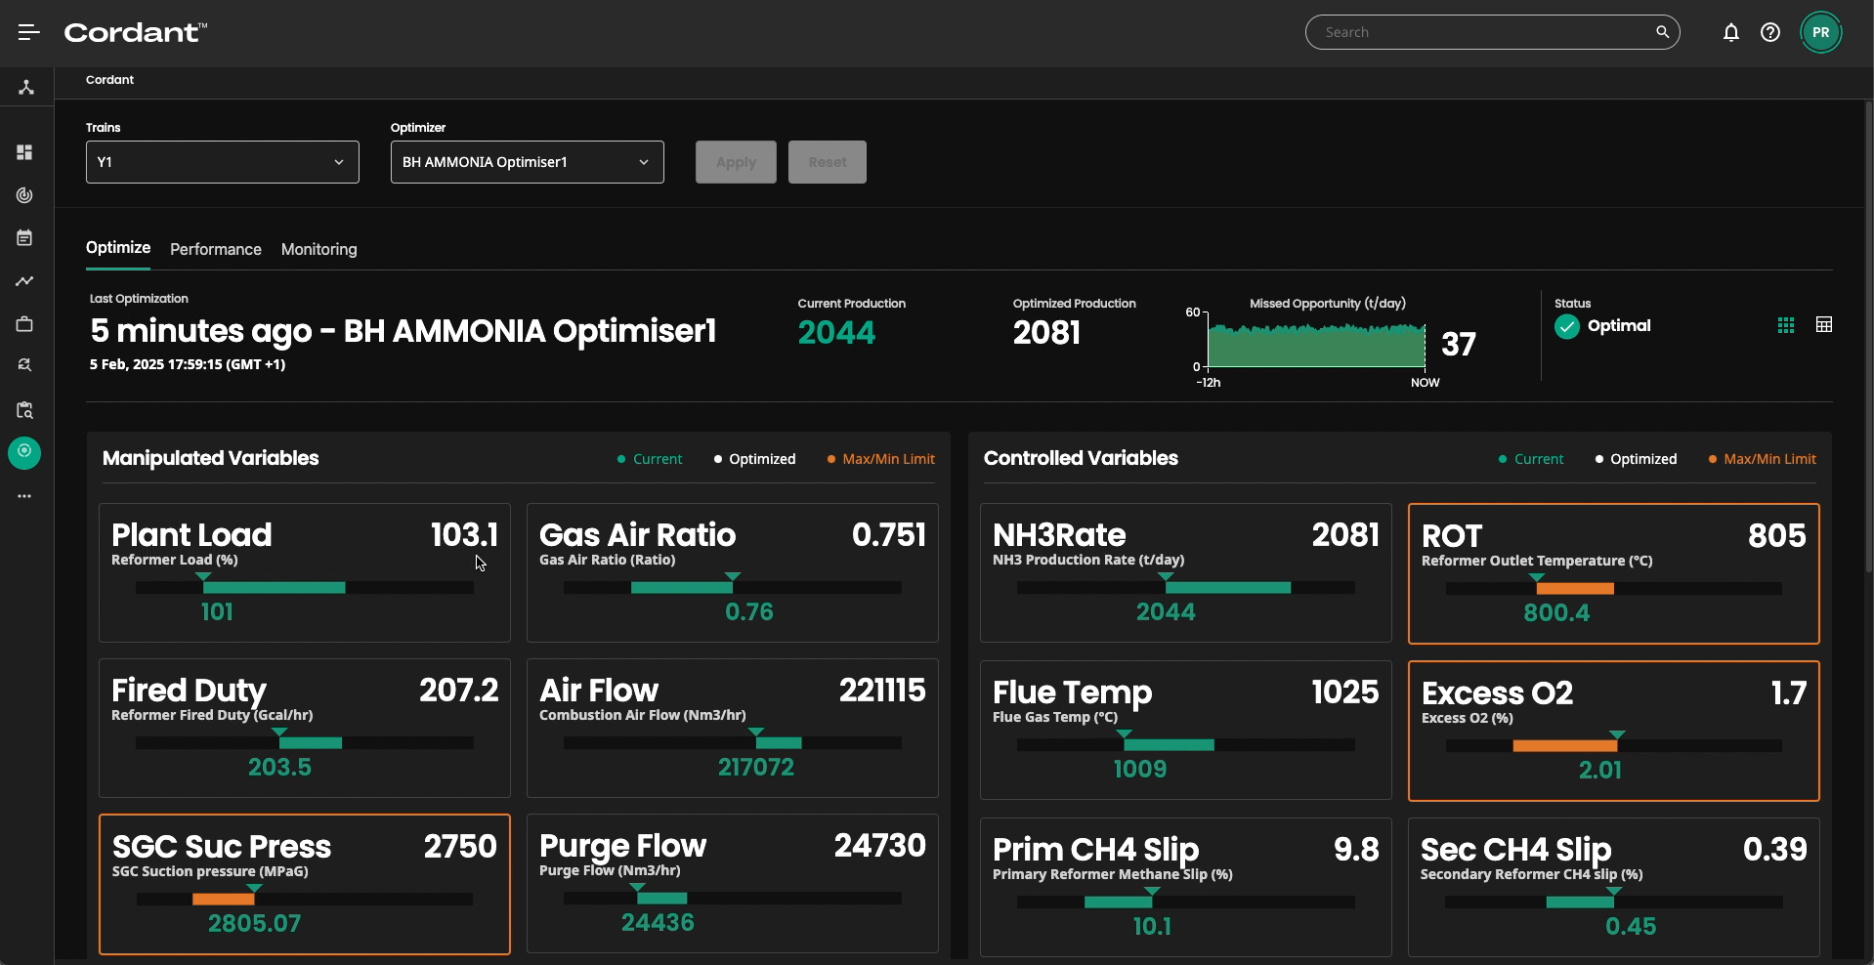 Cordant™
Search
PR
Cordant
Trains
Optimizer
Y1
BH AMMONIA Optimiser1
Apply
Reset
Optimize
Performance
Monitoring
Last Optimization
5 minutes ago - BH AMMONIA Optimiser1
5 Feb, 2025 17:59:15 (GMT +1)
Current Production
2044
Optimized Production
2081
Missed Opportunity (t/day)
60
0
-12h
NOW
37
Status
Optimal
Manipulated Variables
Current
Optimized
Max/Min Limit
Plant Load 103.1
Reformer Load (%)
101
Gas Air Ratio 0.751
Gas Air Ratio (Ratio)
0.76
Fired Duty 207.2
Reformer Fired Duty (Gcal/hr)
203.5
Air Flow 221115
Combustion Air Flow (Nm3/hr)
217072
SGC Suc Press 2750
SGC Suction pressure (MPaG)
2805.07
Purge Flow 24730
Purge Flow (Nm3/hr)
24436
Controlled Variables
Current
Optimized
Max/Min Limit
NH3Rate 2081
NH3 Production Rate (t/day)
2044
ROT 805
Reformer Outlet Temperature (°C)
800.4
Flue Temp 1025
Flue Gas Temp (°C)
1009
Excess O2 1.7
Excess O2 (%)
2.01
Prim CH4 Slip 9.8
Primary Reformer Methane Slip (%)
10.1
Sec CH4 Slip 0.39
Secondary Reformer CH4 slip (%)
0.45